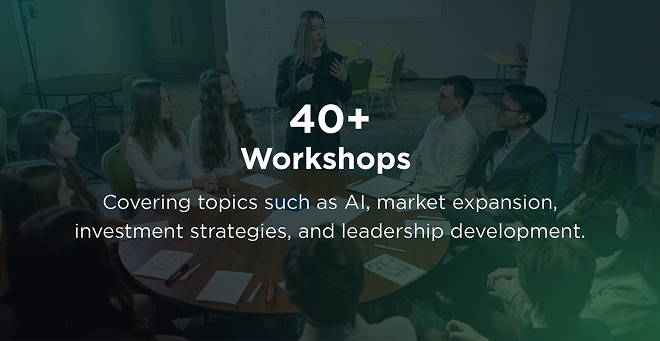 40+
Workshops
Covering topics such as AI, market expansion,
investment strategies, and leadership development.